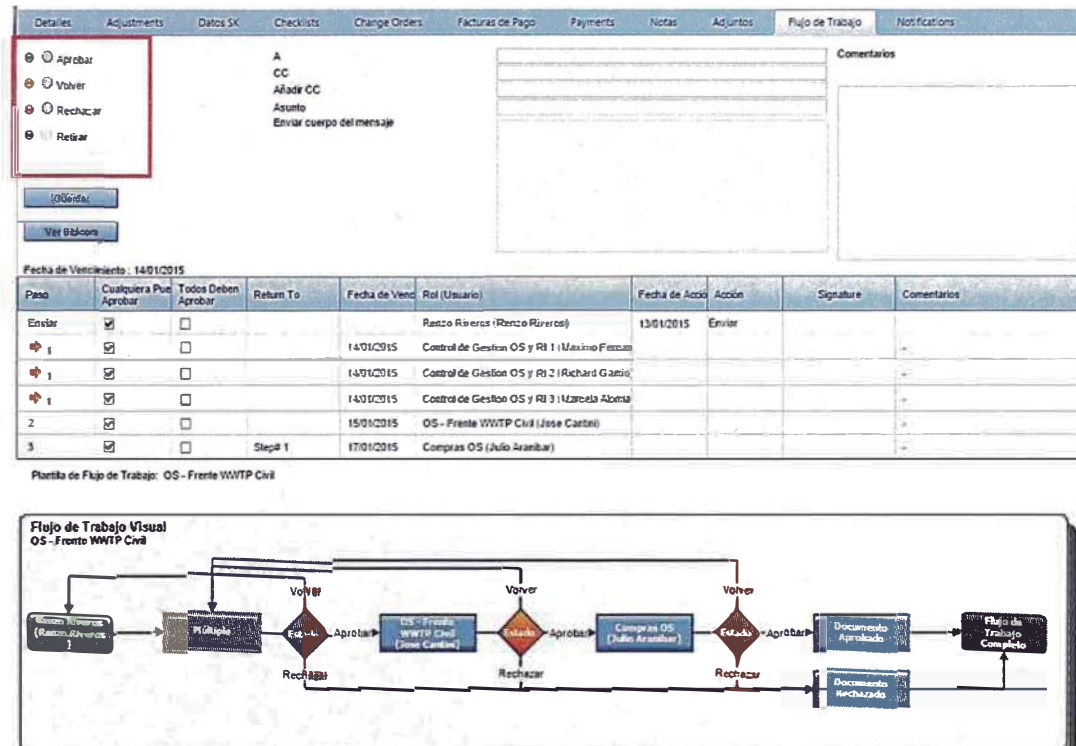 Detalles Adjustments Datos SK Checklists Change Orders Facturas de Pago Payments Notas Adjuntos Flujo de Trabajo Notifications
Aprobar
Volver
Rechazar
Retirar
A
CC
Añadir CC
Asunto
Enviar cuerpo del mensaje
Comentarios
Guardar
Ver
Fecha de Vencimiento : 14/01/2015
Paso Cualquiera Pue Aprobar Todos Deben Aprobar Return To Fecha de Venc Rol (Usuario) Fecha de Acció Acción Signature Comentarios
Enviar Renzo Riveros (Renzo Riveros) 13/01/2015 Enviar
1 14/01/2015 Control de Gestion OS y RI 1 (Maximo Fernan
1 14/01/2015 Control de Gestion OS y RI 2 (Richard
1 14/01/2015 Control de Gestion OS y RI 3 (Marcela
2 15/01/2015 OS - Frente WWTP Civil (Jose Cantini)
3 Step# 1 17/01/2015 Compras OS (Julio Aranibar)
Plantilla de Flujo de Trabajo: OS - Frente WWTP Civil
Flujo de Trabajo Visual
OS - Frente WWTP Civil
Volver Volver Volver
Renzo Riveros
(Renzo Riveros
)
Múltiple
Estado
Aprobar
OS - Frente
WWTP Civil
(Jose Cantini)
Estado
Aprobar
Compras OS
(Julio Aranibar)
Estado
Aprobar
Documento
Aprobado
Flujo de
Trabajo
Completo
Rechazar Rechazar Rechazar
Documento
Rechazado